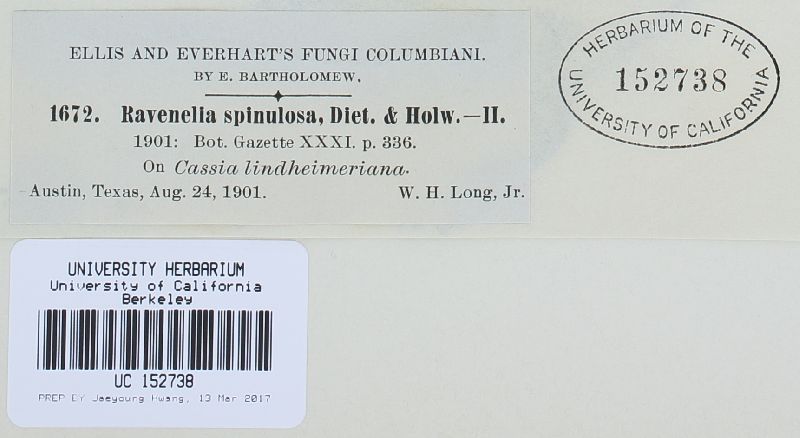 ELLIS AND EVERHART'S FUNGI COLUMBIANI.
BY E. BARTHOLOMEW.
1672. Ravenelia spinulosa, Diet. & Holw.—II.
1901: Bot. Gazette XXXI. p. 336.
On Cassia lindheimeriana.
Austin, Texas, Aug. 24, 1901. W. H. Long, Jr.
HERBARIUM OF THE
152738
UNIVERSITY OF CALIFORNIA
UNIVERSITY HERBARIUM
University of California
Berkeley
UC 152738
PREP BY Jaeyoung Hwang, 13 Mar 2017